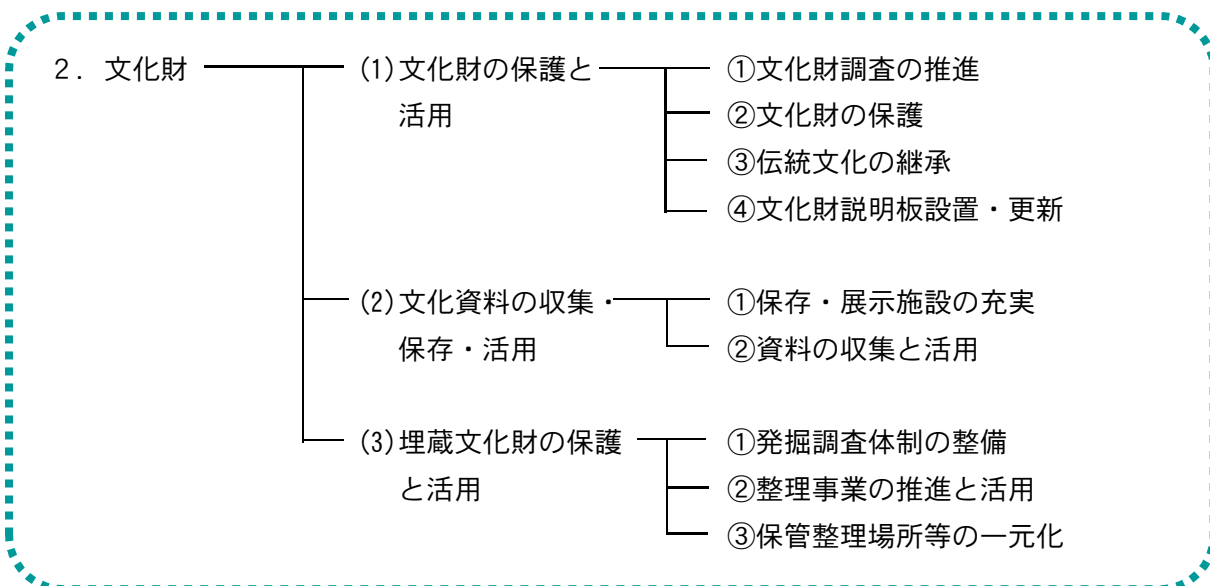 2．文化財
(1)文化財の保護と
活用
①文化財調査の推進
②文化財の保護
③伝統文化の継承
④文化財説明板設置・更新
(2)文化資料の収集・
保存・活用
①保存・展示施設の充実
②資料の収集と活用
(3)埋蔵文化財の保護
と活用
①発掘調査体制の整備
②整理事業の推進と活用
③保管整理場所等の一元化